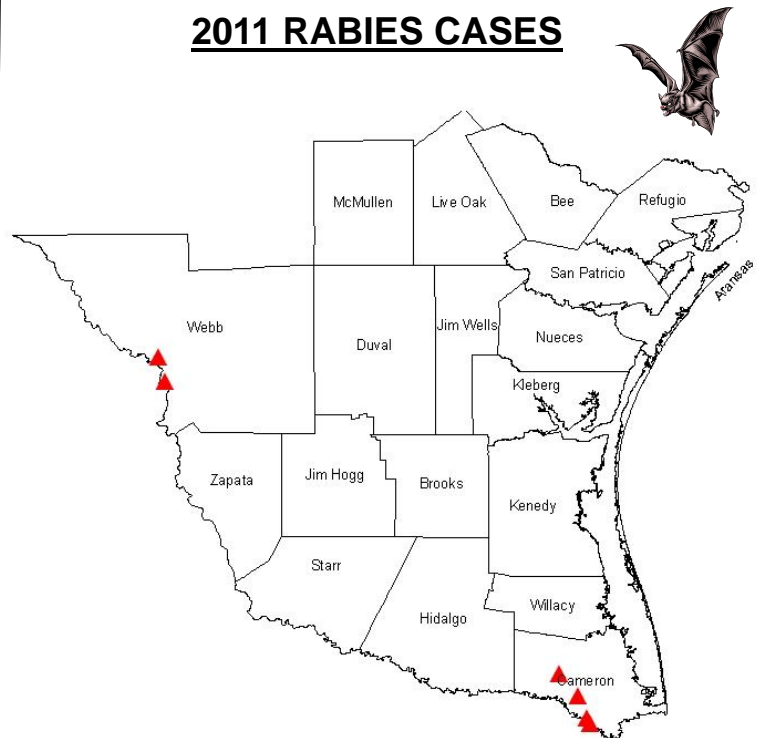 2011 RABIES CASES
McMullen
Live Oak
Bee
Refugio
San Patricio
Aransas
Webb
Duval
Jim Wells
Nueces
Kleberg
Zapata
Jim Hogg
Brooks
Kenedy
Starr
Hidalgo
Willacy
Cameron